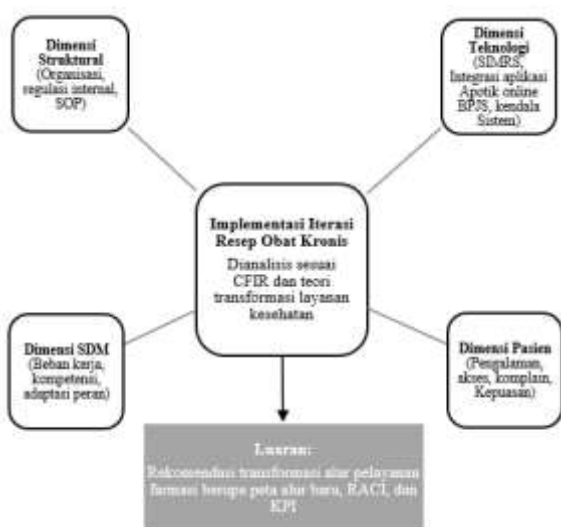 Dimensi
Struktural
(Organisasi,
regulasi internal,
SOP)
Dimensi
Teknologi
(SIMRS,
Integrasi aplikasi
Apotik online
BPJS, kendala
Sistem)
Implementasi Iterasi
Resep Obat Kronis
Dianalisis sesuai
CFIR dan teori
transformasi layanan
kesehatan
Dimensi SDM
(Beban kerja,
kompetensi,
adaptasi peran)
Dimensi Pasien
(Pengalaman,
akses, komplain,
Kepuasan)
Luaran:
Rekomendasi transformasi alur pelayanan
farmasi berupa peta alur baru, RACI, dan
KPI